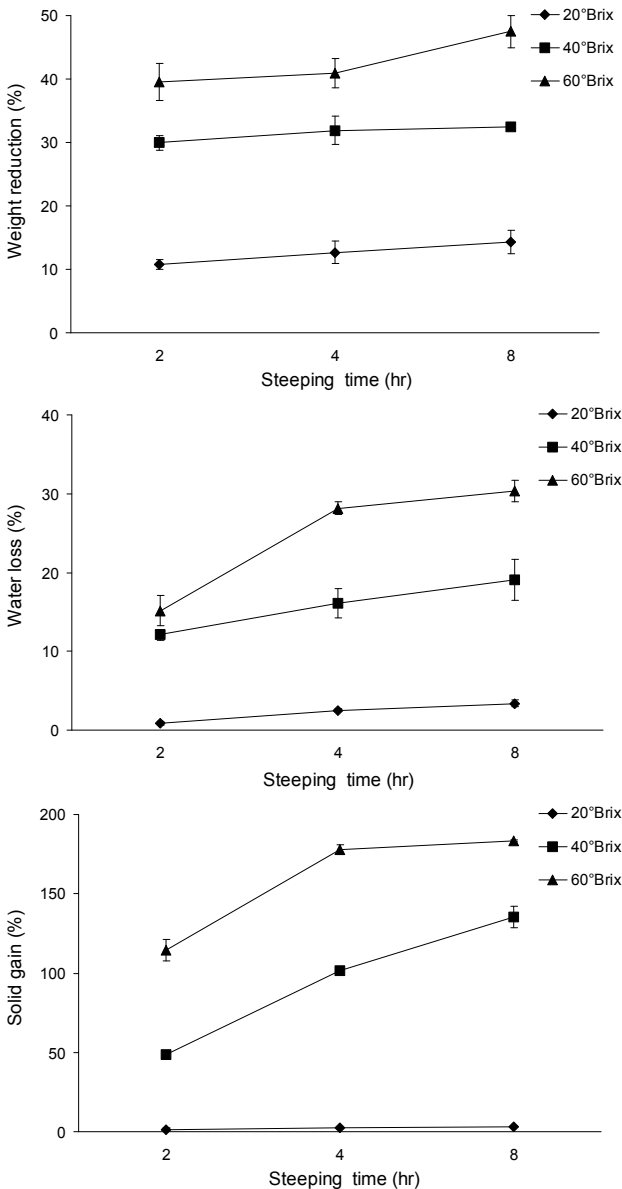 50
40
30
20
10
0
Weight reduction (%)
2 4 8
Steeping time (hr)
20°Brix
40°Brix
60°Brix
40
30
20
10
0
Water loss (%)
2 4 8
Steeping time (hr)
20°Brix
40°Brix
60°Brix
200
150
100
50
0
Solid gain (%)
2 4 8
Steeping time (hr)
20°Brix
40°Brix
60°Brix